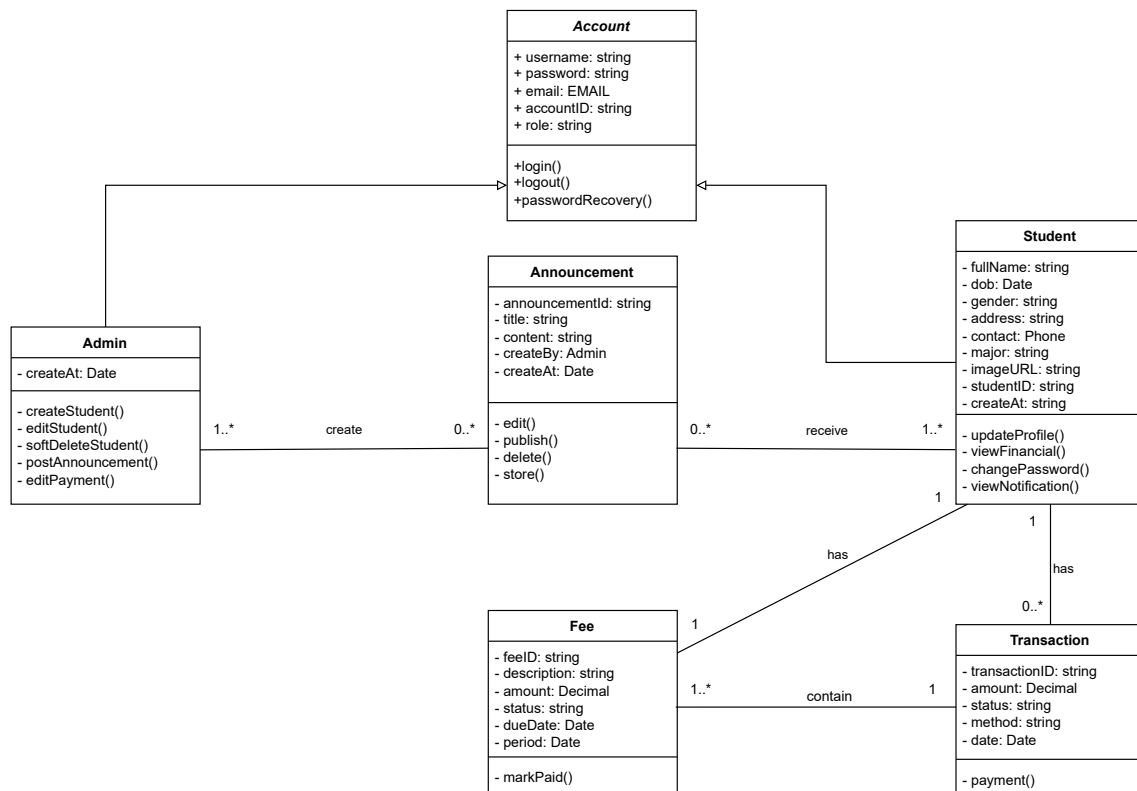 Account
+ username: string
+ password: string
+ email: EMAIL
+ accountID: string
+ role: string
+login()
+logout()
+passwordRecovery()
Student
- fullName: string
- dob: Date
- gender: string
- address: string
- contact: Phone
- major: string
- imageURL: string
- studentID: string
- createAt: string
- updateProfile()
- viewFinancial()
- changePassword()
- viewNotification()
Announcement
- announcementId: string
- title: string
- content: string
- createBy: Admin
- createAt: Date
- edit()
- publish()
- delete()
- store()
Admin
- createAt: Date
- createStudent()
- editStudent()
- softDeleteStudent()
- postAnnouncement()
- editPayment()
1..*
create
0..*
0..*
receive
1..*
1
has
1
1
has
0..*
Fee
- feeID: string
- description: string
- amount: Decimal
- status: string
- dueDate: Date
- period: Date
- markPaid()
1..*
contain
1
Transaction
- transactionID: string
- amount: Decimal
- status: string
- method: string
- date: Date
- payment()